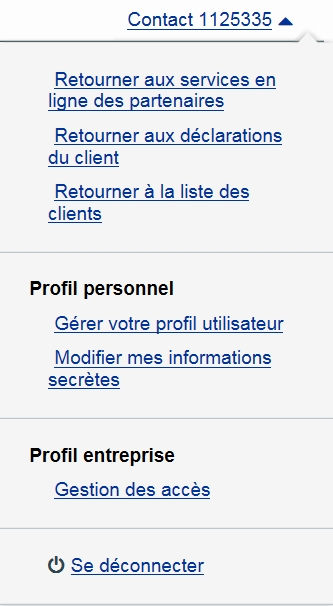 Contact 1125335
Retourner aux services en
ligne des partenaires
Retourner aux déclarations
du client
Retourner à la liste des
clients
Profil personnel
Gérer votre profil utilisateur
Modifier mes informations
secrètes
Profil entreprise
Gestion des accès
Se déconnecter